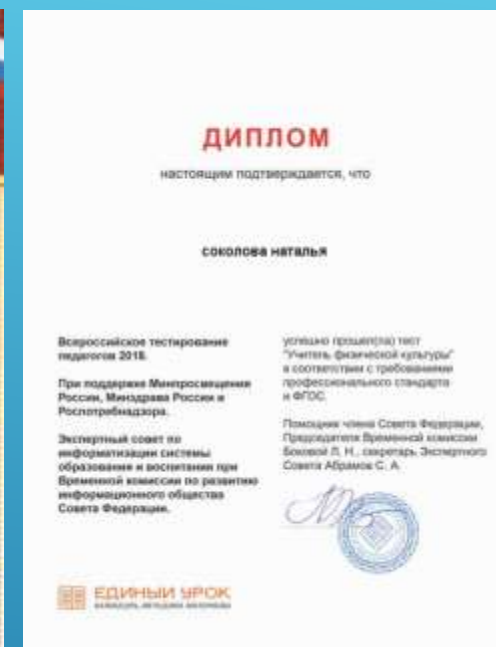 ДИПЛОМ
настоящим подтверждается, что
соколова наталья
Всероссийское тестирование
педагогов 2018.
При поддержке Минпросвещения
России, Минздрава России и
Роспотребнадзора.
Экспертный совет по
информатизации системы
образования и воспитания при
Временной комиссии по развитию
информационного общества
Совета Федерации.
успешно прошел(ла) тест
"Учитель физической культуры"
в соответствии с требованиями
профессионального стандарта
и ФГОС.
Помощник члена Совета Федерации,
Председателя Временной комиссии
Боковой Л. Н., секретарь Экспертного
Совета Абрамов С. А.
ЕДИНЫЙ УРОК
календарь, методики, материалы